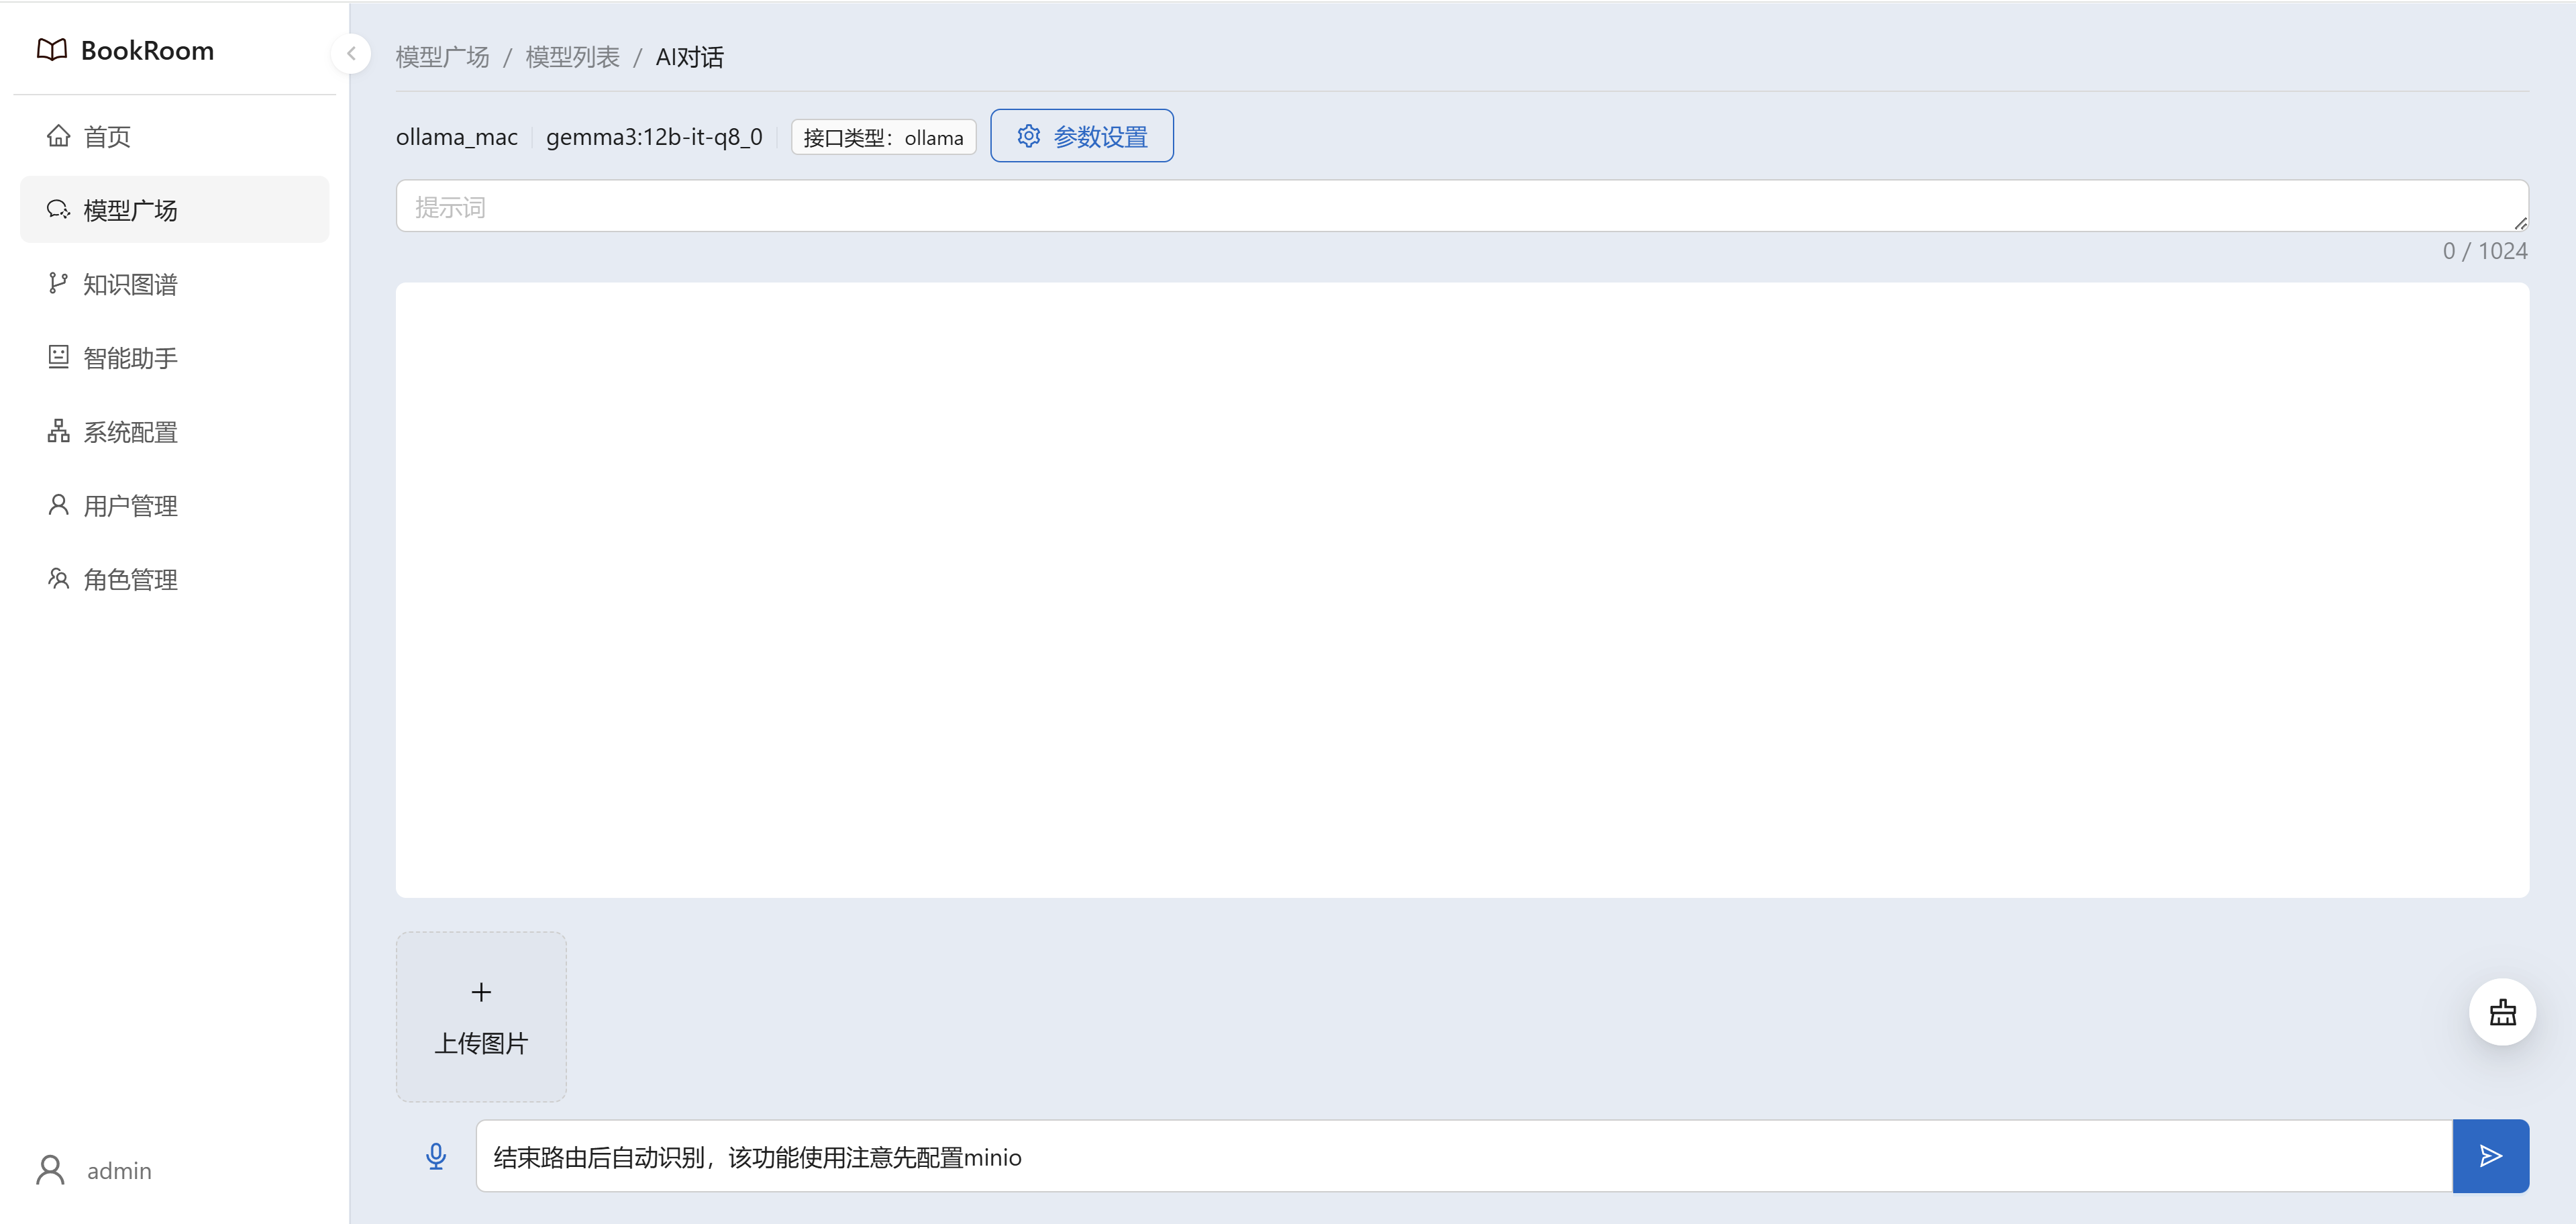 BookRoom
首页
模型广场
知识图谱
智能助手
系统配置
用户管理
角色管理
admin
模型广场 / 模型列表 / AI对话
ollama_mac gemma3:12b-it-q8_0 接口类型：ollama 参数设置
提示词
0 / 1024
上传图片
结束路由后自动识别，该功能使用注意先配置minio